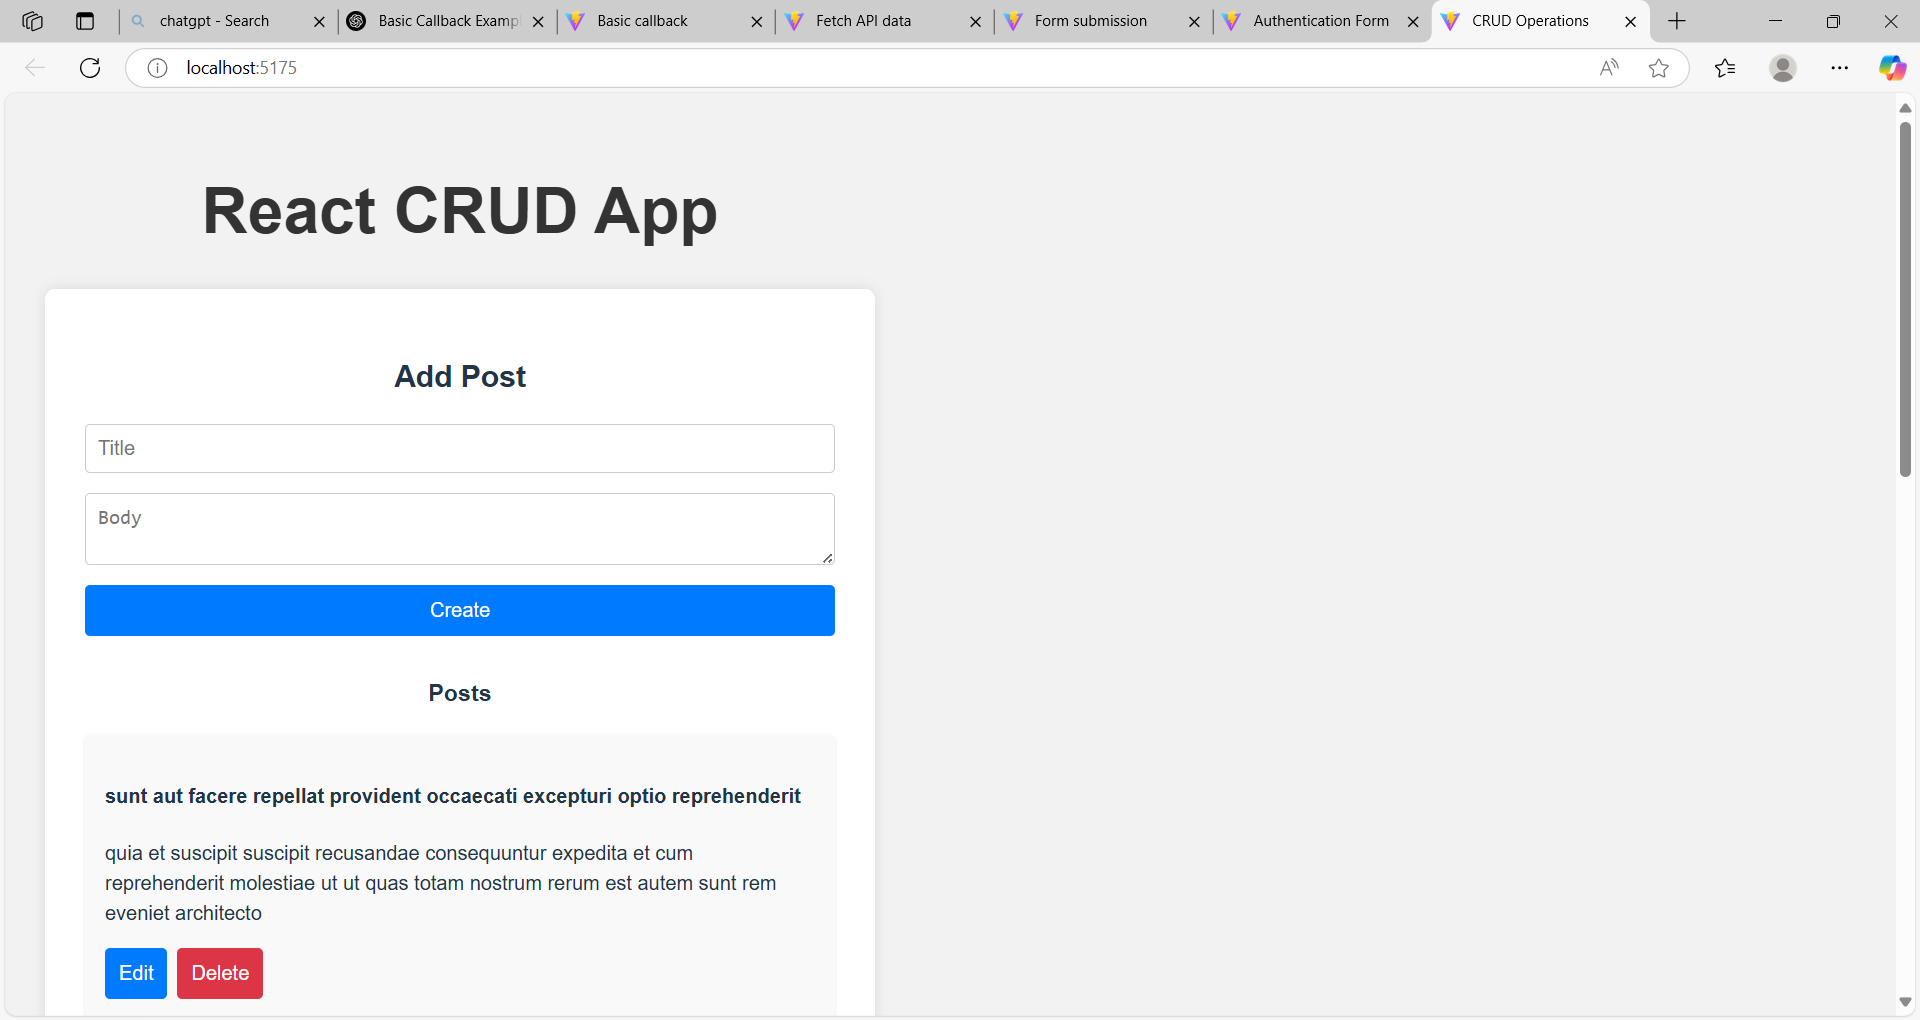 chatgpt - Search
Basic Callback Examp
Basic callback
Fetch API data
Form submission
Authentication Form
CRUD Operations
localhost:5175
React CRUD App
Add Post
Title
Body
Create
Posts
sunt aut facere repellat provident occaecati excepturi optio reprehenderit
quia et suscipit suscipit recusandae consequuntur expedita et cum
reprehenderit molestiae ut ut quas totam nostrum rerum est autem sunt rem
eveniet architecto
Edit
Delete